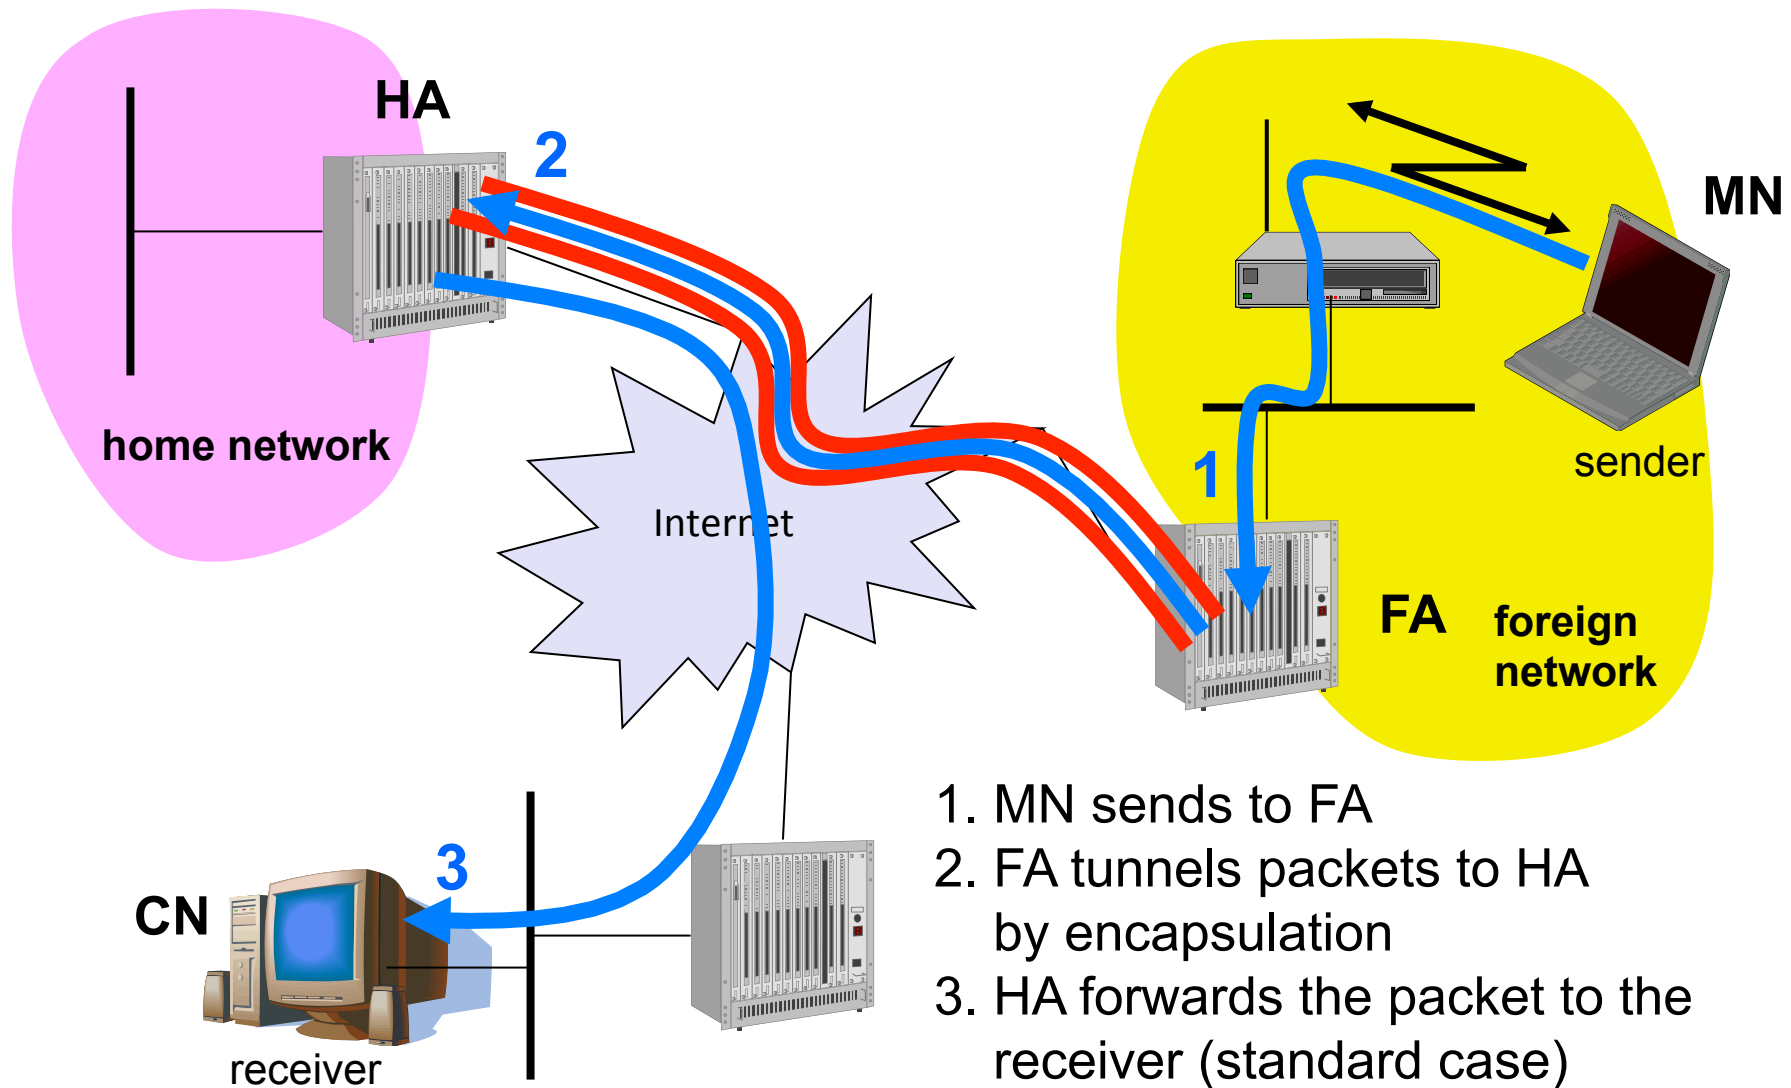 HA
2
MN
home network
sender
1
Internet
FA
foreign
network
3
CN
receiver
1. MN sends to FA
2. FA tunnels packets to HA
by encapsulation
3. HA forwards the packet to the
receiver (standard case)